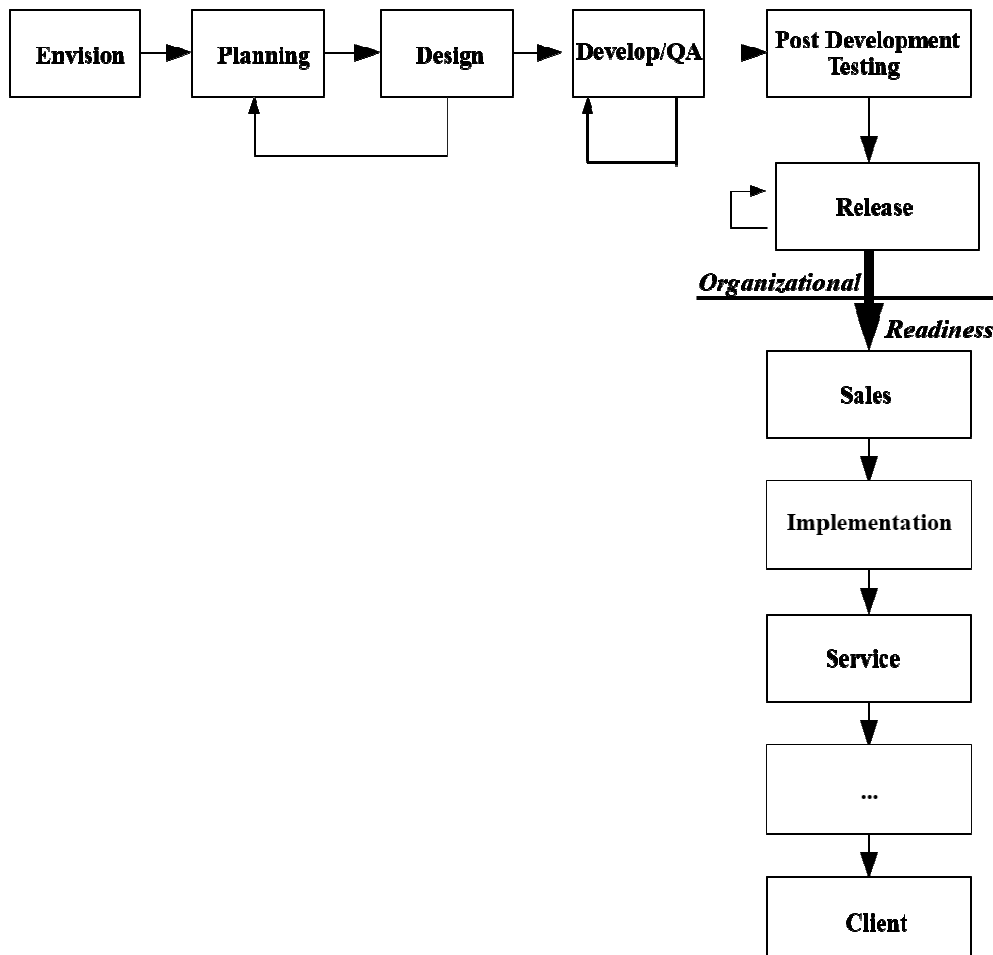 Envision
Planning
Design
Develop/QA
Post Development
Testing
Release
Organizational
Readiness
Sales
Implementation
Service
...
Client